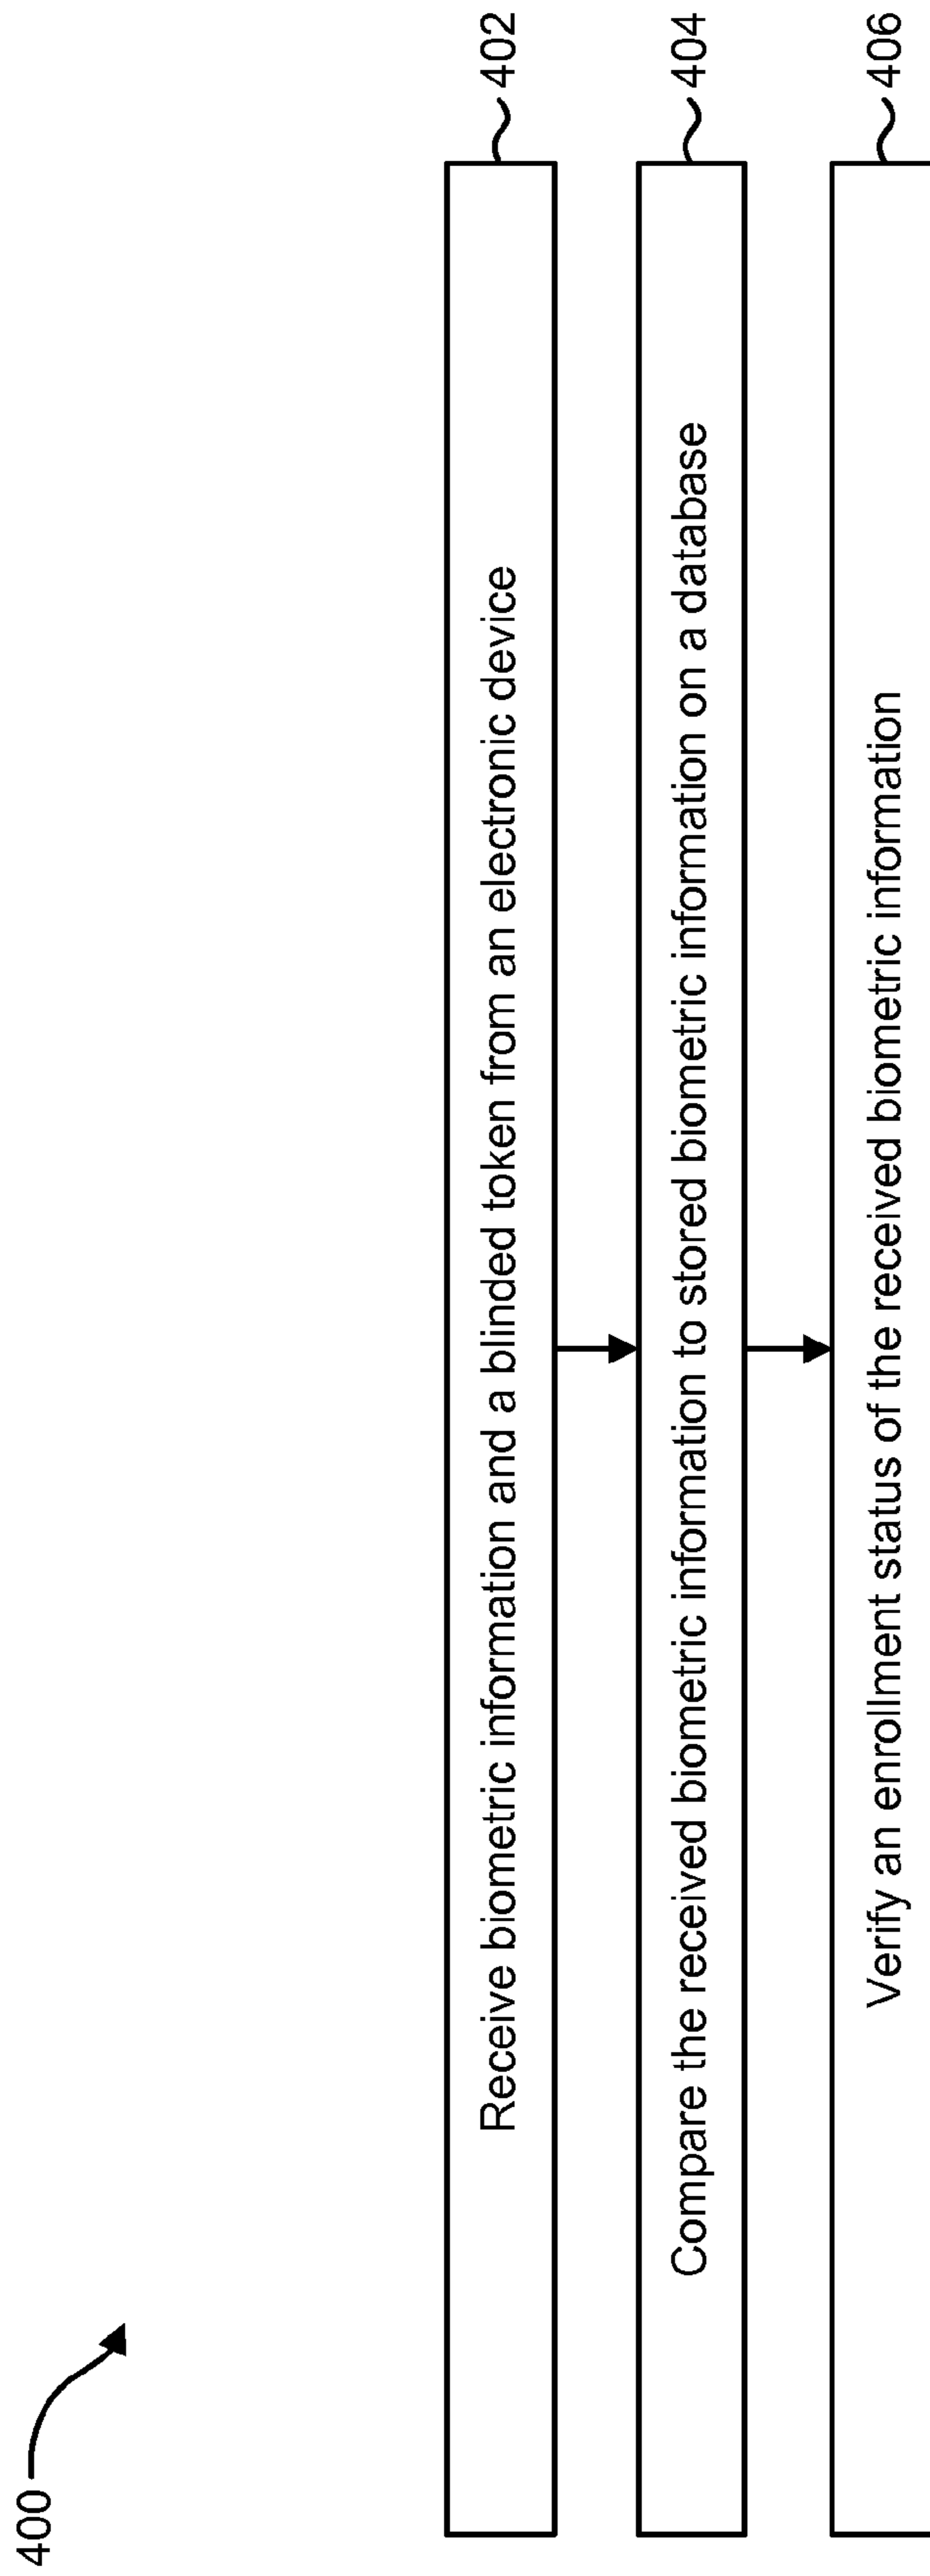 400
Receive biometric information and a blinded token from an electronic device
402
Compare the received biometric information to stored biometric information on a database
404
Verify an enrollment status of the received biometric information
406